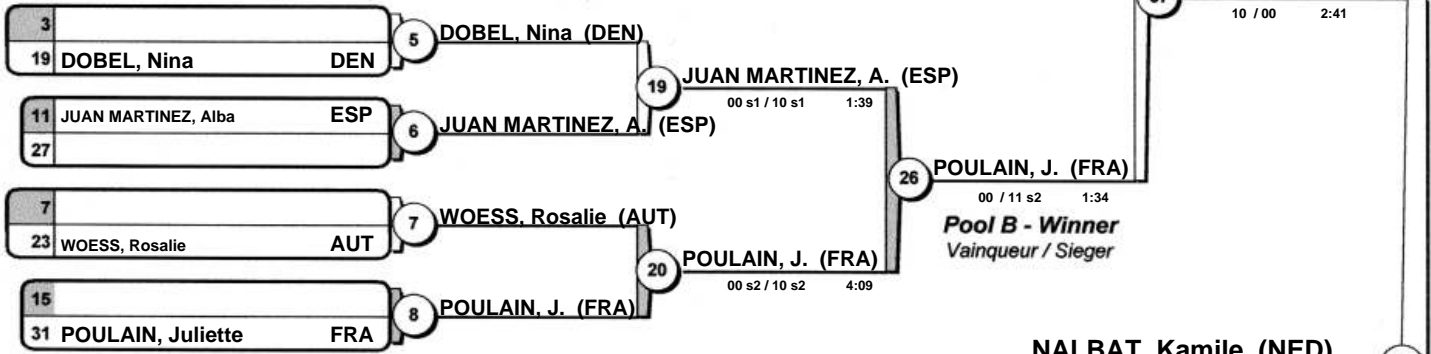 3
19 DOBEL, Nina DEN
5 DOBEL, Nina (DEN)
11 JUAN MARTINEZ, Alba ESP
27
6 JUAN MARTINEZ, A. (ESP)
19 JUAN MARTINEZ, A. (ESP)
00 s1 / 10 s1 1:39
7
23 WOESS, Rosalie AUT
7 WOESS, Rosalie (AUT)
15
31 POULAIN, Juliette FRA
8 POULAIN, J. (FRA)
20 POULAIN, J. (FRA)
00 s2 / 10 s2 4:09
26 POULAIN, J. (FRA)
00 / 11 s2 1:34
Pool B - Winner
Vainqueur / Sieger
10 / 00 2:41
NALBAT, Kamile (NED)